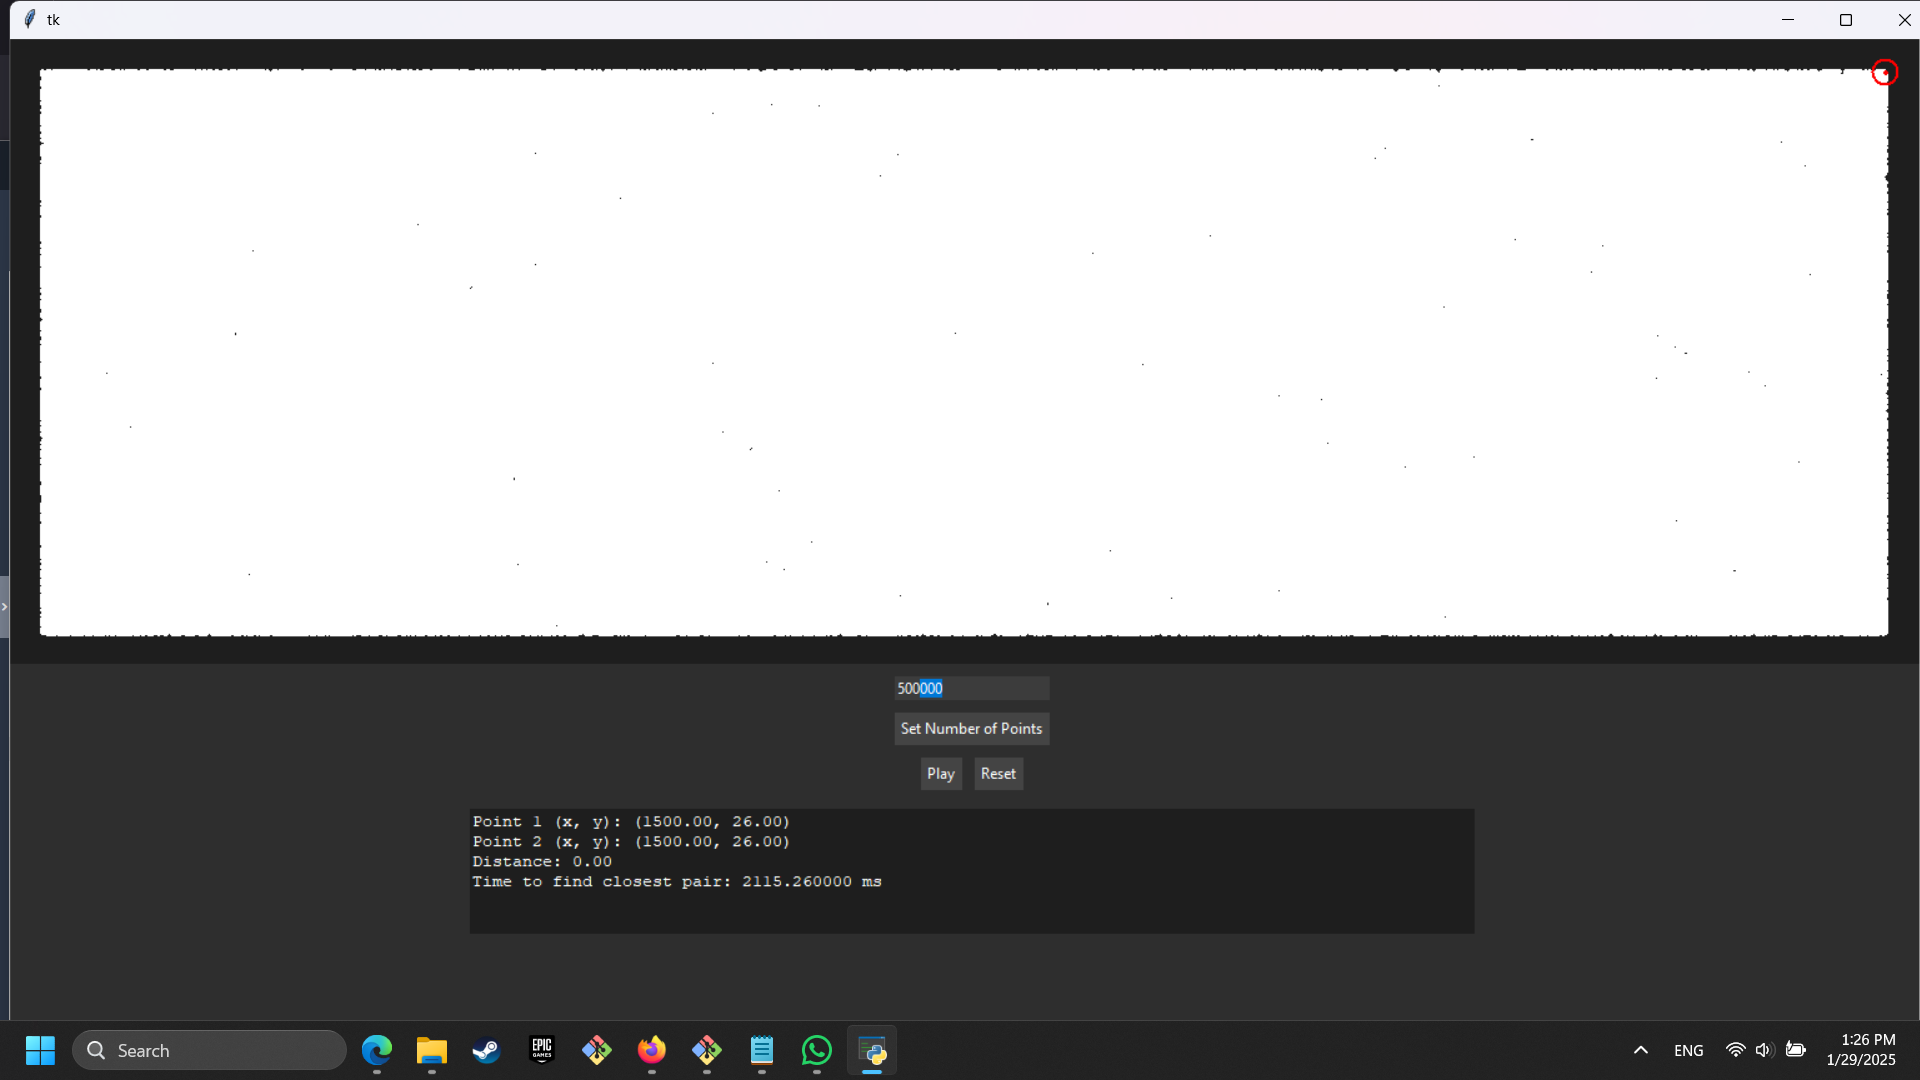 tk
500000
Set Number of Points
Play Reset
Point 1 (x, y): (1500.00, 26.00)
Point 2 (x, y): (1500.00, 26.00)
Distance: 0.00
Time to find closest pair: 2115.260000 ms
Search
EPIC
GAMES
ENG
1:26 PM
1/29/2025